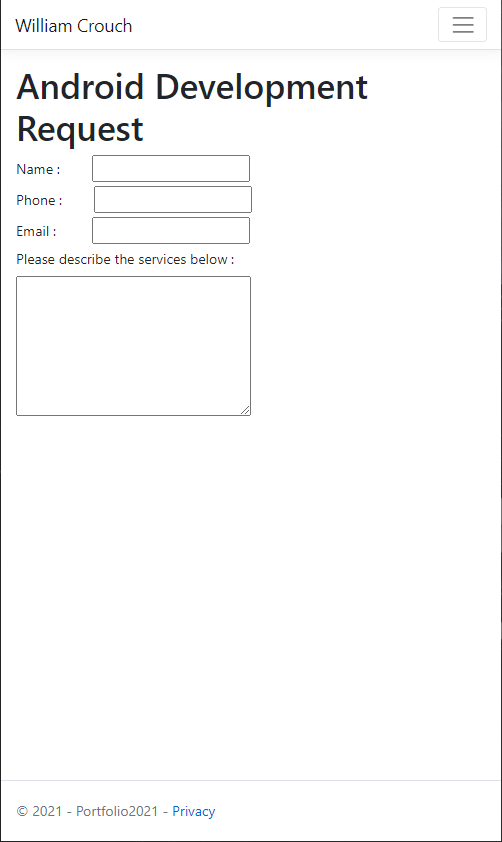 William Crouch
Android Development
Request
Name :
Phone :
Email :
Please describe the services below :
© 2021 - Portfolio2021 - Privacy